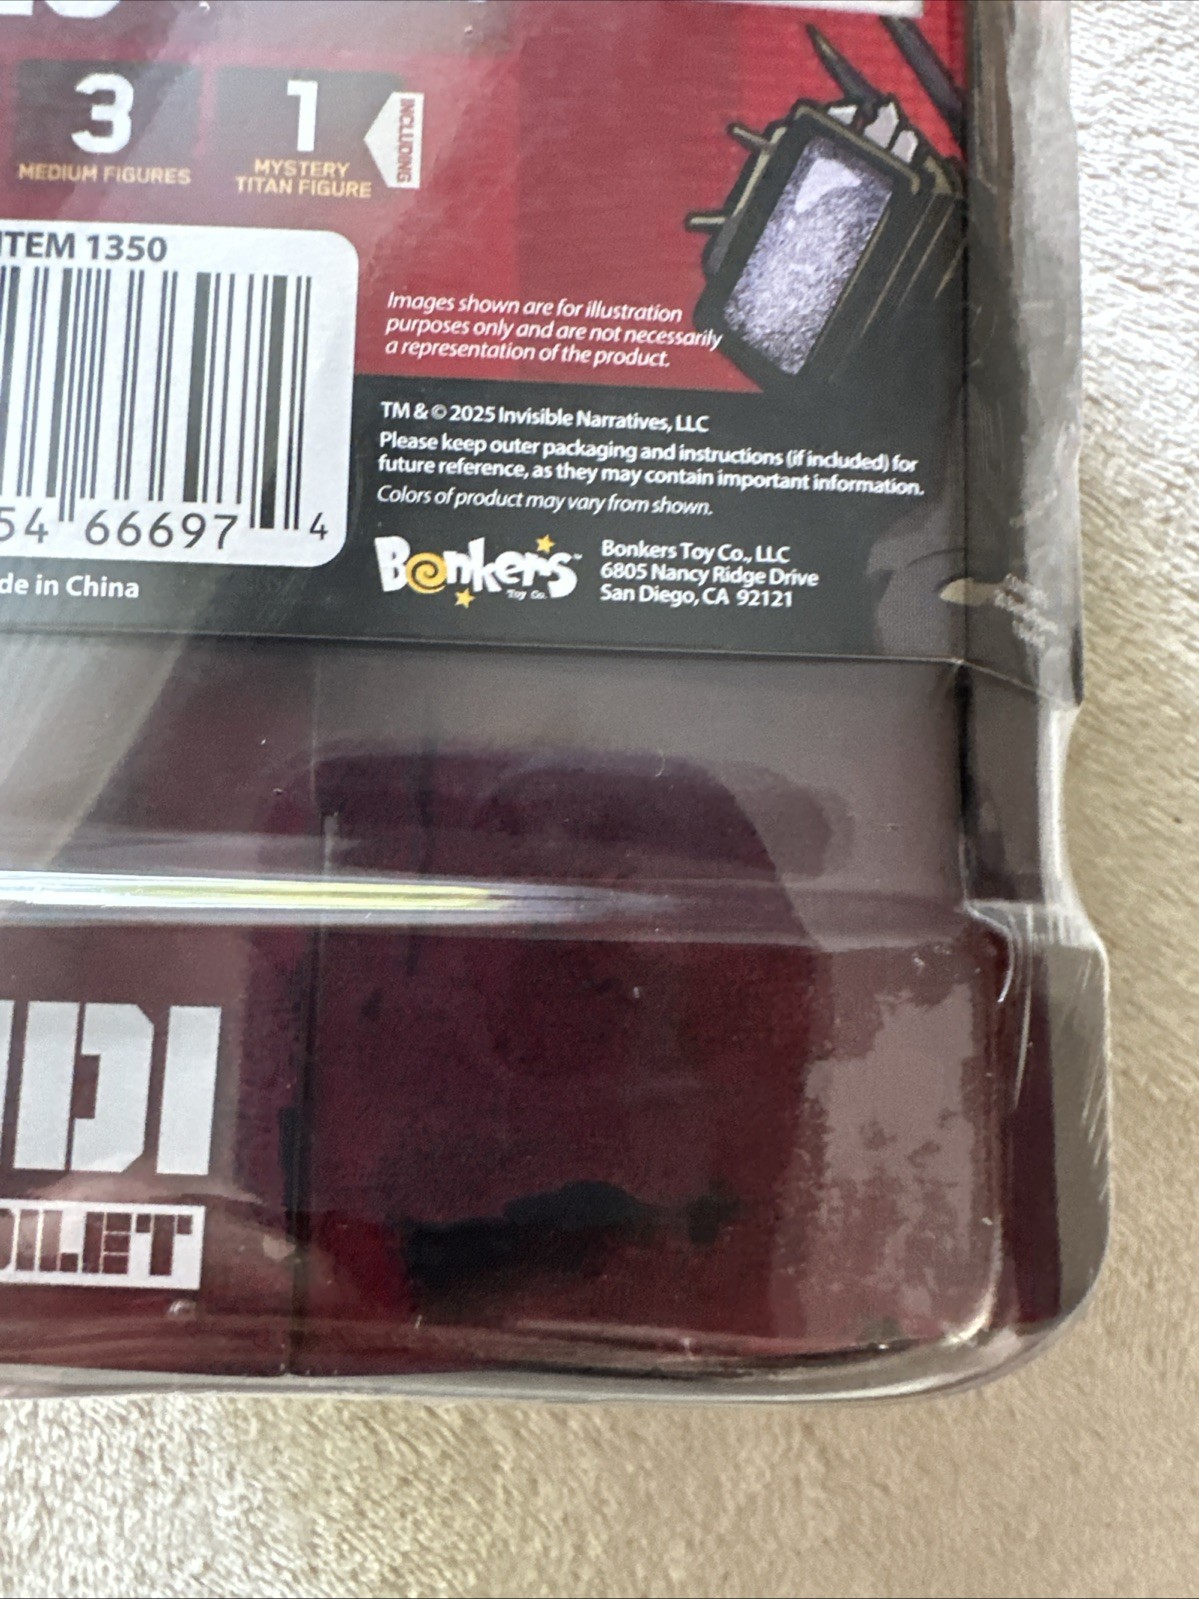 3
MEDIUM FIGURES
1
MYSTERY
TITAN FIGURE
INCLUDING
ITEM 1350
54 66697 4
de in China
Images shown are for illustration
purposes only and are not necessarily
a representation of the product.
TM & © 2025 Invisible Narratives, LLC
Please keep outer packaging and instructions (if included) for
future reference, as they may contain important information.
Colors of product may vary from shown.
Bonkers™
Toy Co.
Bonkers Toy Co., LLC
6805 Nancy Ridge Drive
San Diego, CA 92121
IDI
OILET